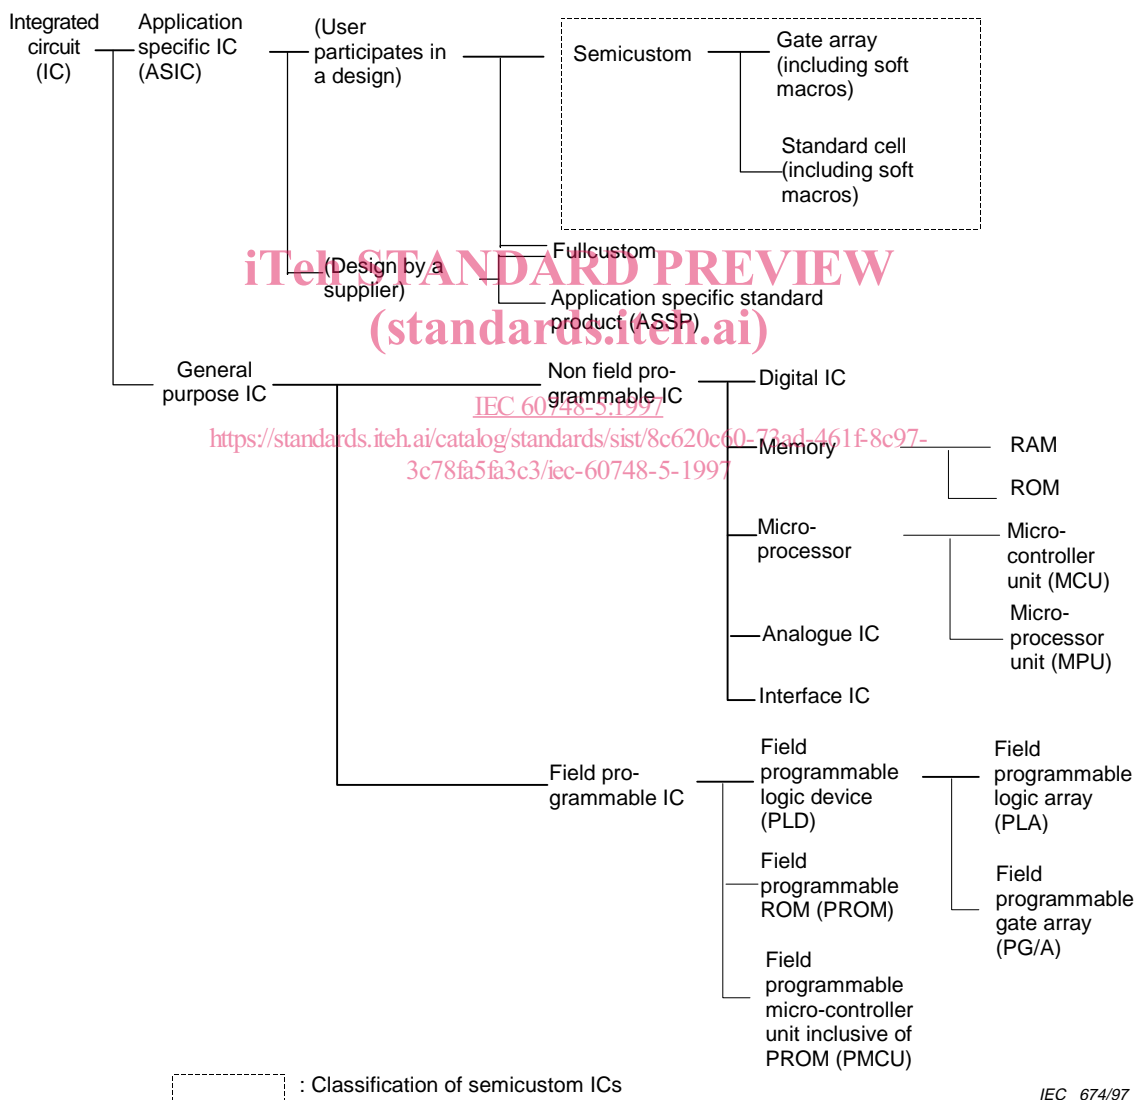 Integrated
circuit
(IC)
Application
specific IC
(ASIC)
(User
participates in
a design)
Semicustom
Gate array
(including soft
macros)
Standard cell
(including soft
macros)
Fullcustom
(Design by a
supplier)
Application specific standard
product (ASSP)
iTeh STANDARD PREVIEW
(standards.iteh.ai)
General
purpose IC
Non field pro-
grammable IC
Digital IC
IEC 60748-5:1997
https://standards.iteh.ai/catalog/standards/sist/8c620c60-73ad-461f-8c97-
3c78fa5fa3c3/iec-60748-5-1997
Memory
RAM
ROM
Micro-
processor
Micro-
controller
unit (MCU)
Micro-
processor
unit (MPU)
Analogue IC
Interface IC
Field pro-
grammable IC
Field
programmable
logic device
(PLD)
Field
programmable
logic array
(PLA)
Field
programmable
ROM (PROM)
Field
programmable
gate array
(PG/A)
Field
programmable
micro-controller
unit inclusive of
PROM (PMCU)
: Classification of semicustom ICs
IEC 674/97